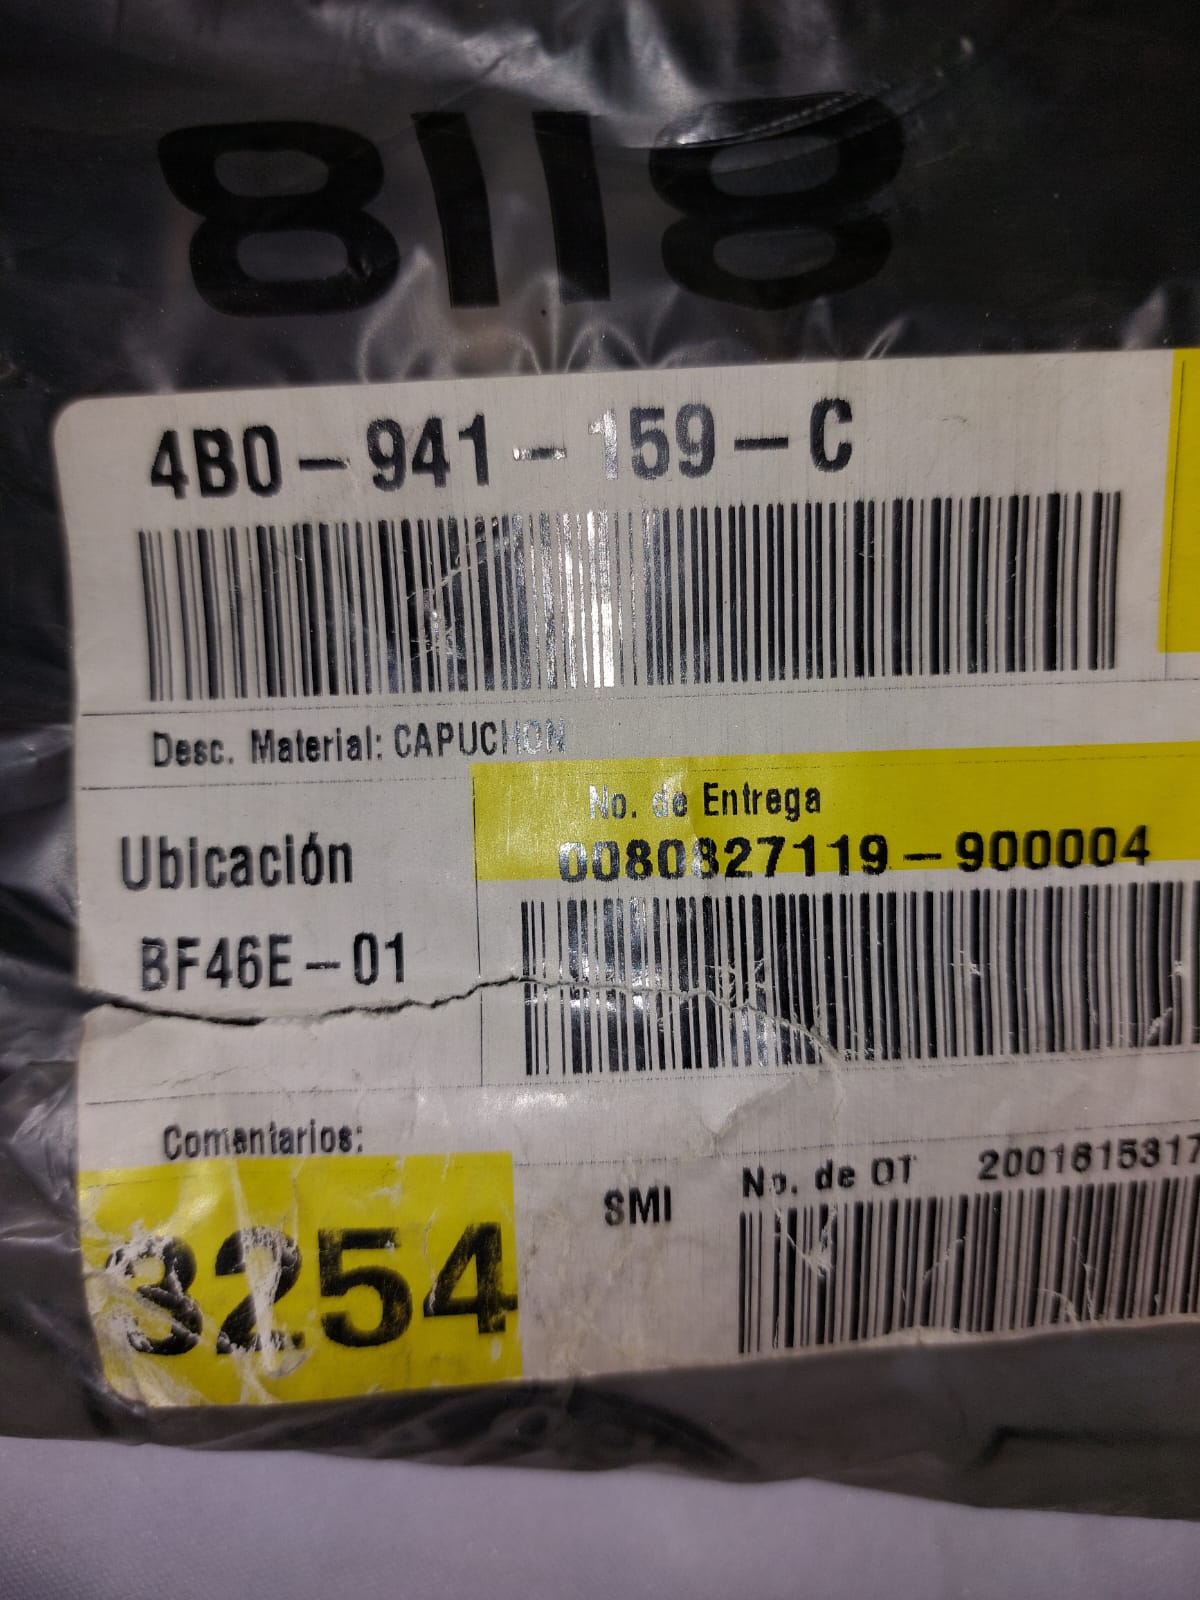 8118
4B0-941-159-C
Desc. Material: CAPUCHON
No. de Entrega
Ubicación
0080827119-900004
BF46E-01
Comentarios:
SMI
No. de OT 2001615317
3254